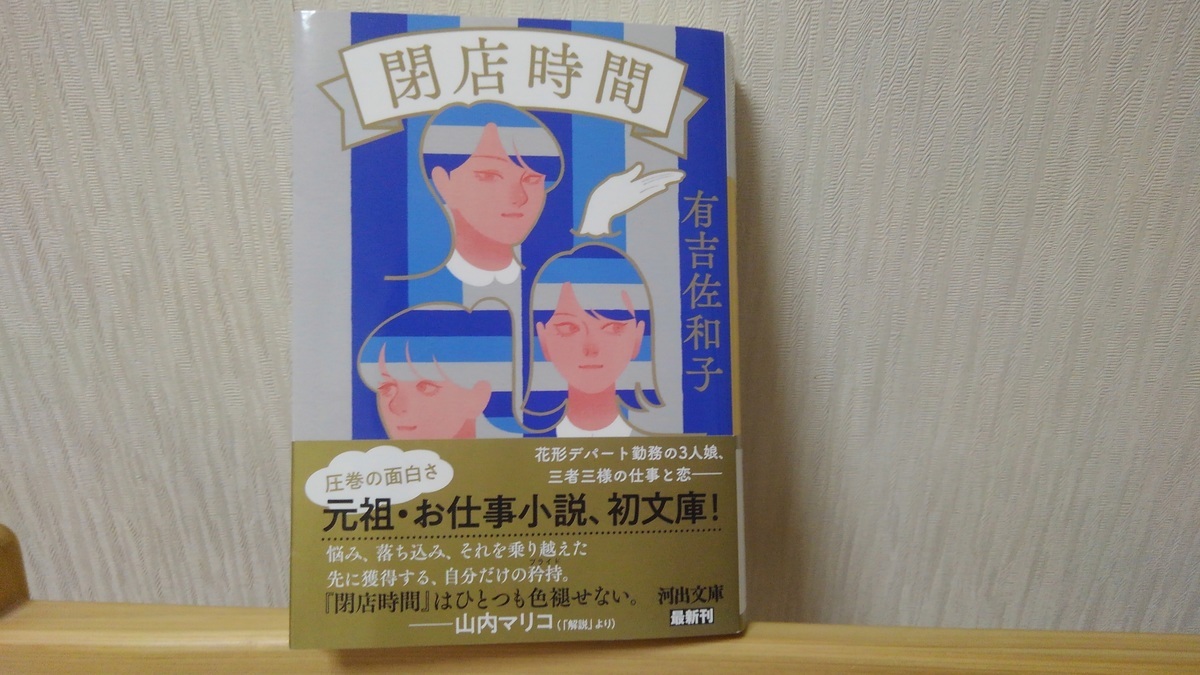 閉店時間
有吉佐和子
花形デパート勤務の3人娘、
三者三様の仕事と恋——
圧巻の面白さ
元祖・お仕事小説、初文庫!
悩み、落ち込み、それを乗り越えた
先に獲得する、自分だけの矜持。
プライド
『閉店時間』はひとつも色褪せない。
——山内マリコ(「解説」より)
河出文庫
最新刊